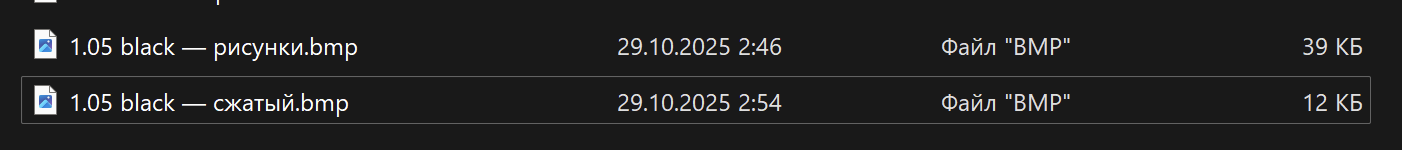 1.05 black — рисунки.bmp 29.10.2025 2:46 Файл "BMP" 39 КБ
1.05 black — сжатый.bmp 29.10.2025 2:54 Файл "BMP" 12 КБ